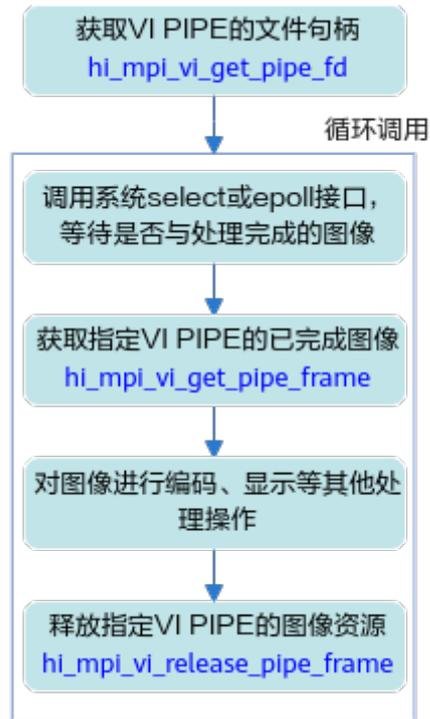 获取VI PIPE的文件句柄
hi_mpi_vi_get_pipe_fd
循环调用
调用系统select或epoll接口，
等待是否与处理完成的图像
获取指定VI PIPE的已完成图像
hi_mpi_vi_get_pipe_frame
对图像进行编码、显示等其他处
理操作
释放指定VI PIPE的图像资源
hi_mpi_vi_release_pipe_frame